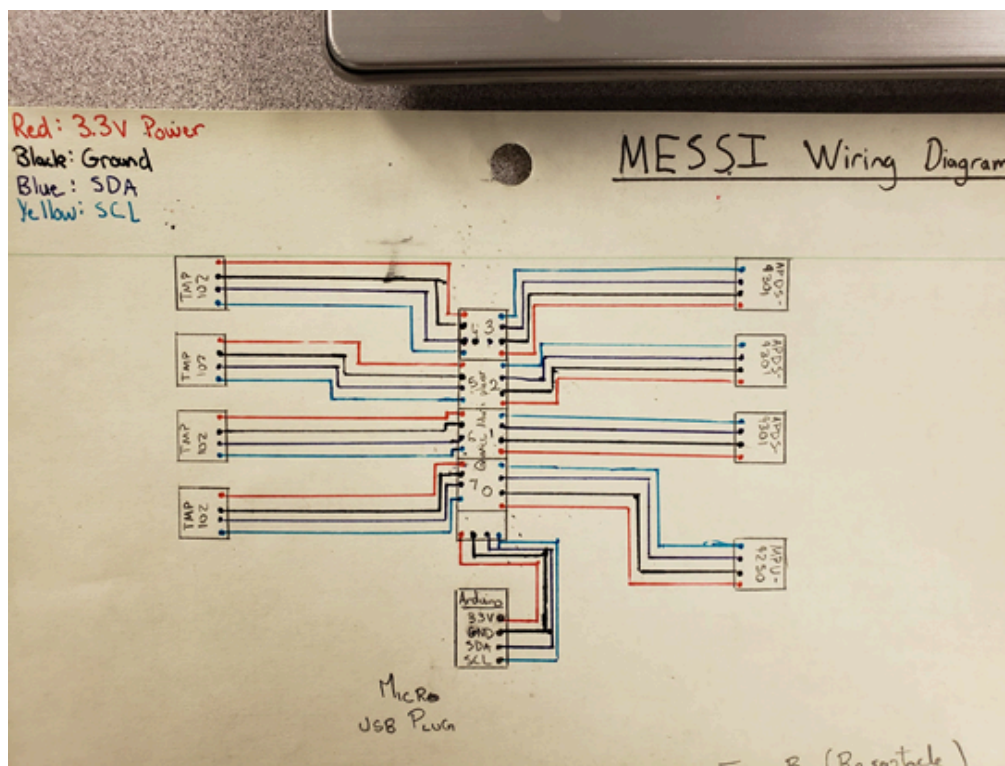 Red: 3.3V Power
Black: Ground
Blue: SDA
Yellow: SCL
MESSI Wiring Diagram
TMP
102
TMP
102
TMP
102
TMP
102
3
5
2
1
7
0
APDS-
9301
APDS-
9301
APDS-
9301
MPU-
9250
Arduino
3.3V
GND
SDA
SCL
Micro
USB Plug
B (Receptacle)